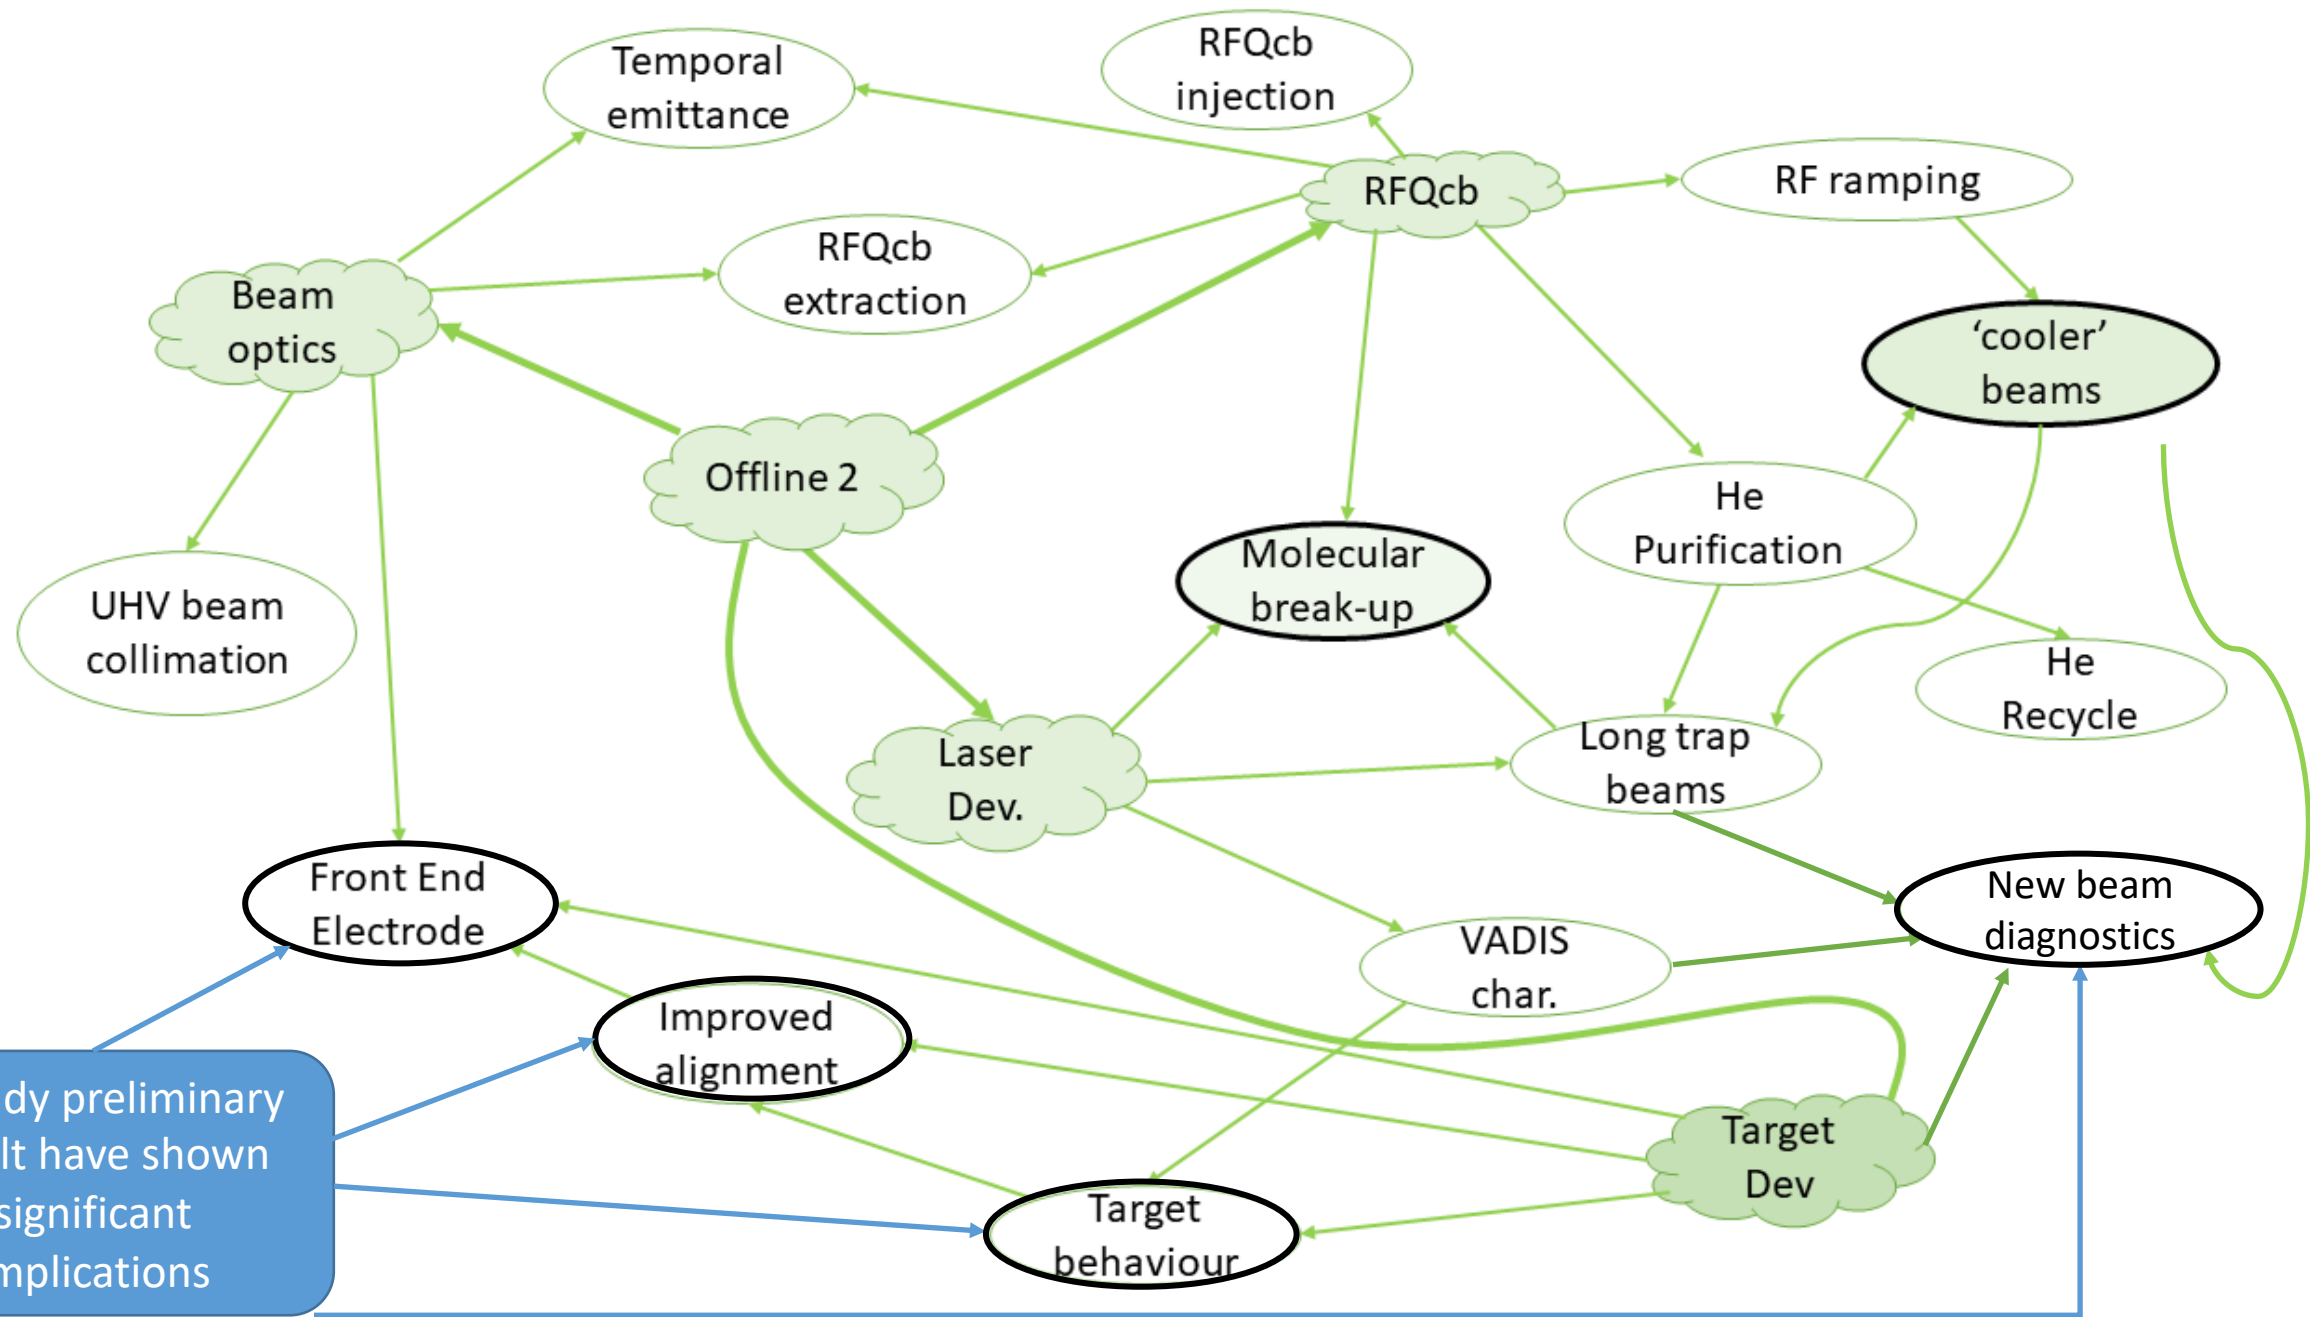 Temporal
emittance
RFQcb
injection
RFQcb
RF ramping
RFQcb
extraction
Beam
optics
'cooler'
beams
Offline 2
He
Purification
Molecular
break-up
UHV beam
collimation
He
Recycle
Laser
Dev.
Long trap
beams
Front End
Electrode
New beam
diagnostics
VADIS
char.
Improved
alignment
dy preliminary
lt have shown
significant
mplications
Target
Dev
Target
behaviour